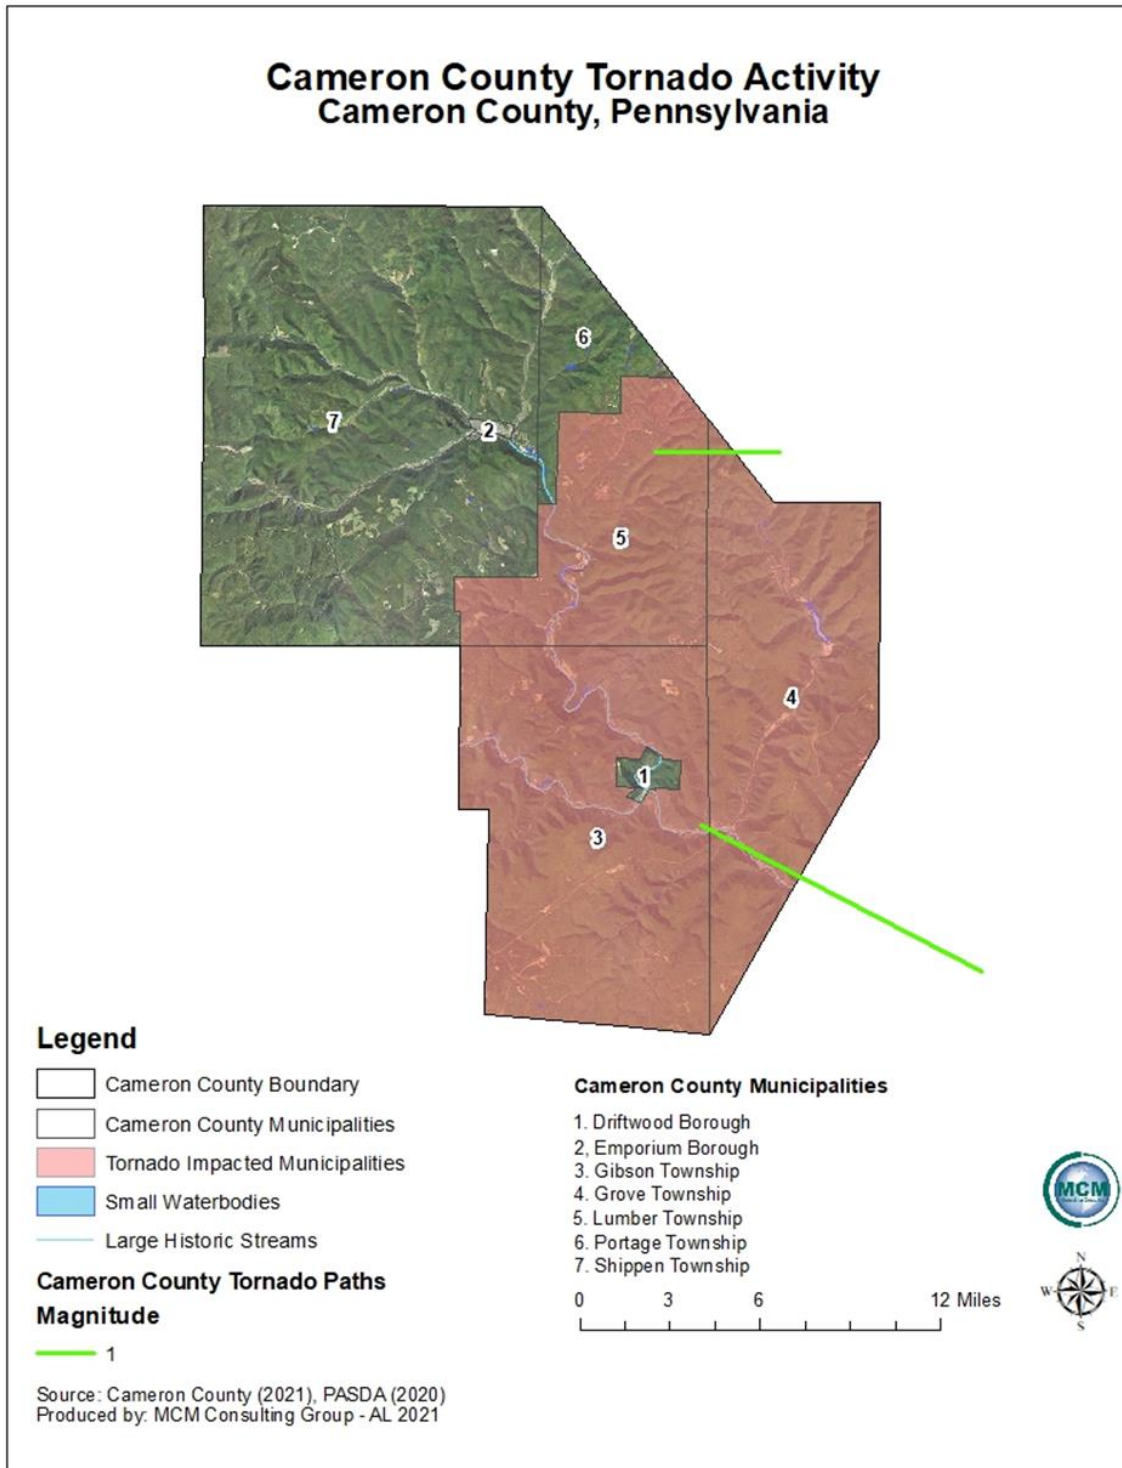 Cameron County Tornado Activity
Cameron County, Pennsylvania
6
7
2
5
4
1
3
Legend
Cameron County Boundary
Cameron County Municipalities
Tornado Impacted Municipalities
Small Waterbodies
Large Historic Streams
Cameron County Tornado Paths
Magnitude
1
Source: Cameron County (2021), PASDA (2020)
Produced by: MCM Consulting Group - AL 2021
Cameron County Municipalities
1. Driftwood Borough
2, Emporium Borough
3. Gibson Township
4. Grove Township
5. Lumber Township
6. Portage Township
7. Shippen Township
0 3 6 12 Miles
MCM
N
W E
S